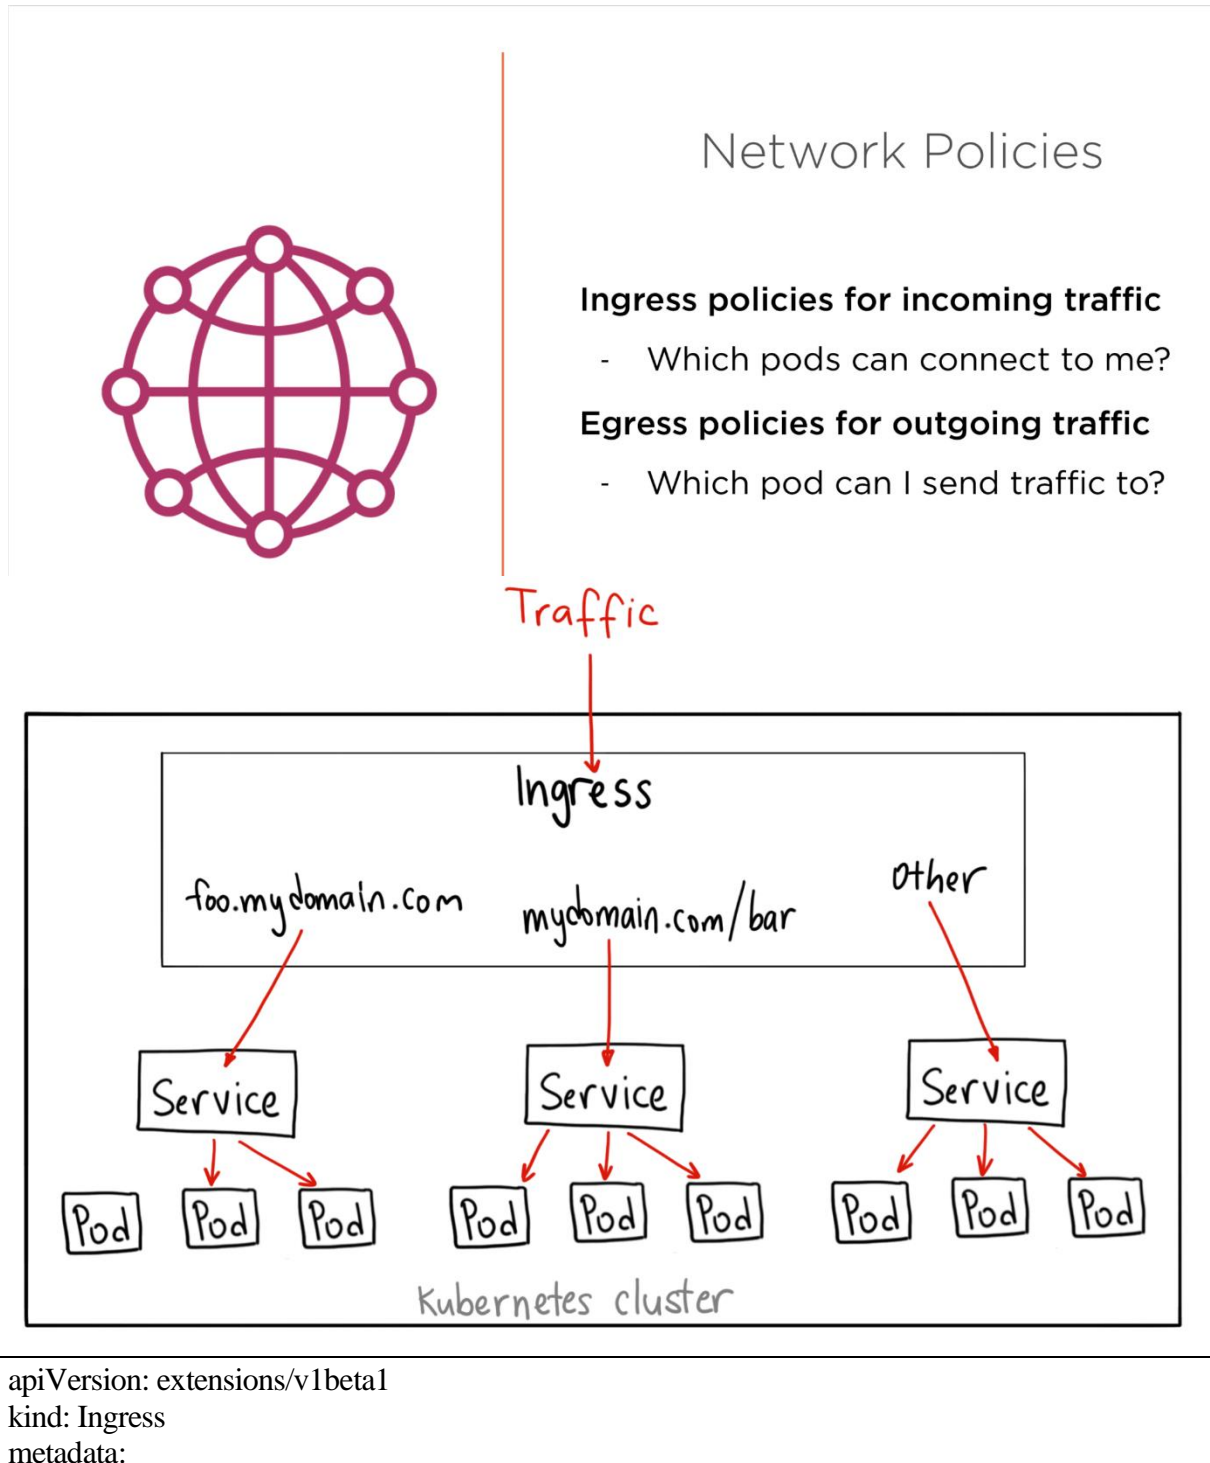 Network Policies
Ingress policies for incoming traffic
- Which pods can connect to me?
Egress policies for outgoing traffic
- Which pod can I send traffic to?
Traffic
Ingress
foo.mydomain.com
mydomain.com/bar
Other
Service
Service
Service
Pod
Pod
Pod
Pod
Pod
Pod
Pod
Pod
Pod
Kubernetes cluster
apiVersion: extensions/v1beta1
kind: Ingress
metadata: